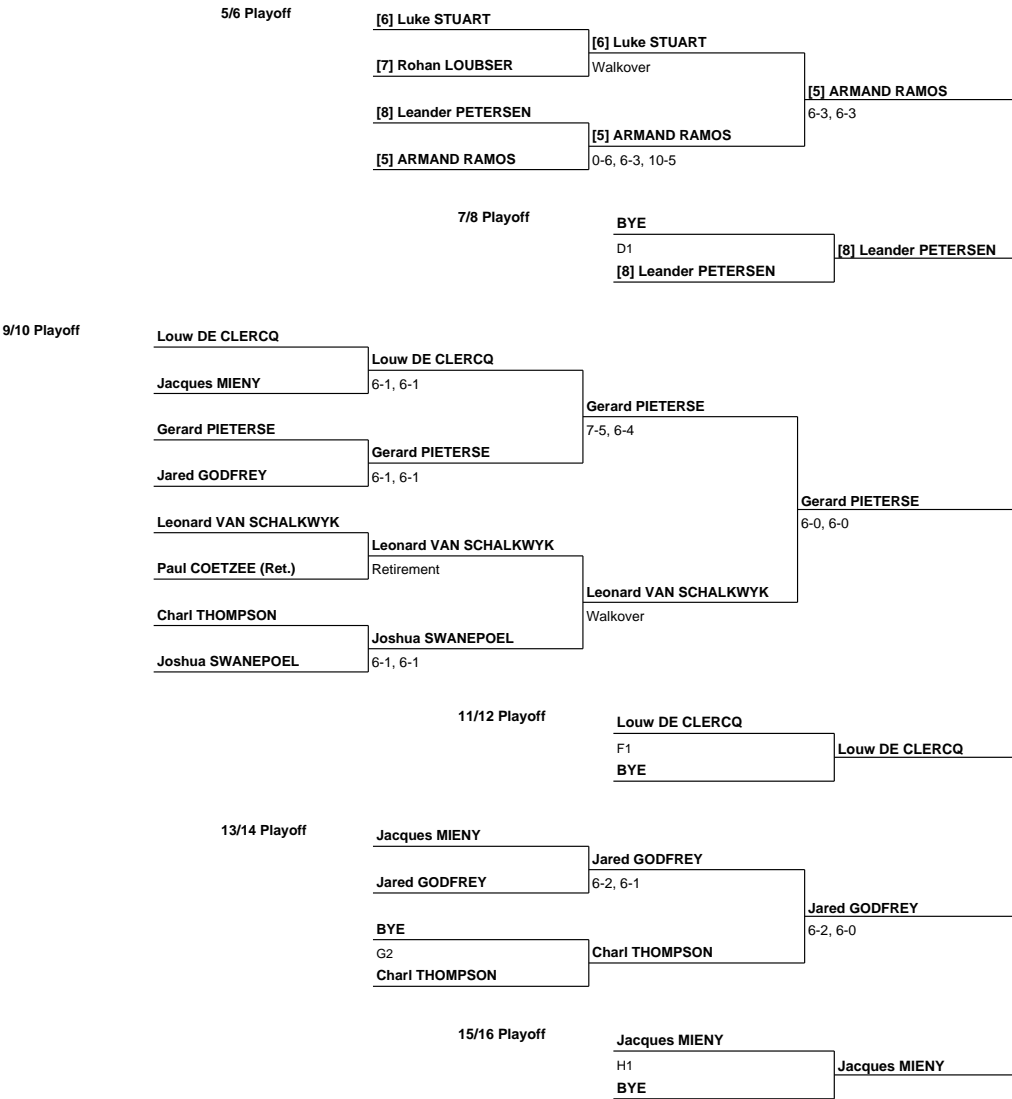 5/6 Playoff
[6] Luke STUART
[6] Luke STUART
[7] Rohan LOUBSER
Walkover
[5] ARMAND RAMOS
6-3, 6-3
[8] Leander PETERSEN
[5] ARMAND RAMOS
[5] ARMAND RAMOS
0-6, 6-3, 10-5
7/8 Playoff
BYE
D1
[8] Leander PETERSEN
[8] Leander PETERSEN
9/10 Playoff
Louw DE CLERCQ
Louw DE CLERCQ
Jacques MIENY
6-1, 6-1
Gerard PIETERSE
7-5, 6-4
Gerard PIETERSE
Gerard PIETERSE
Jared GODFREY
6-1, 6-1
Gerard PIETERSE
6-0, 6-0
Leonard VAN SCHALKWYK
Leonard VAN SCHALKWYK
Paul COETZEE (Ret.)
Retirement
Leonard VAN SCHALKWYK
Walkover
Charl THOMPSON
Joshua SWANEPOEL
Joshua SWANEPOEL
6-1, 6-1
11/12 Playoff
Louw DE CLERCQ
F1
Louw DE CLERCQ
BYE
13/14 Playoff
Jacques MIENY
Jared GODFREY
Jared GODFREY
6-2, 6-1
Jared GODFREY
6-2, 6-0
BYE
G2
Charl THOMPSON
Charl THOMPSON
15/16 Playoff
Jacques MIENY
H1
Jacques MIENY
BYE